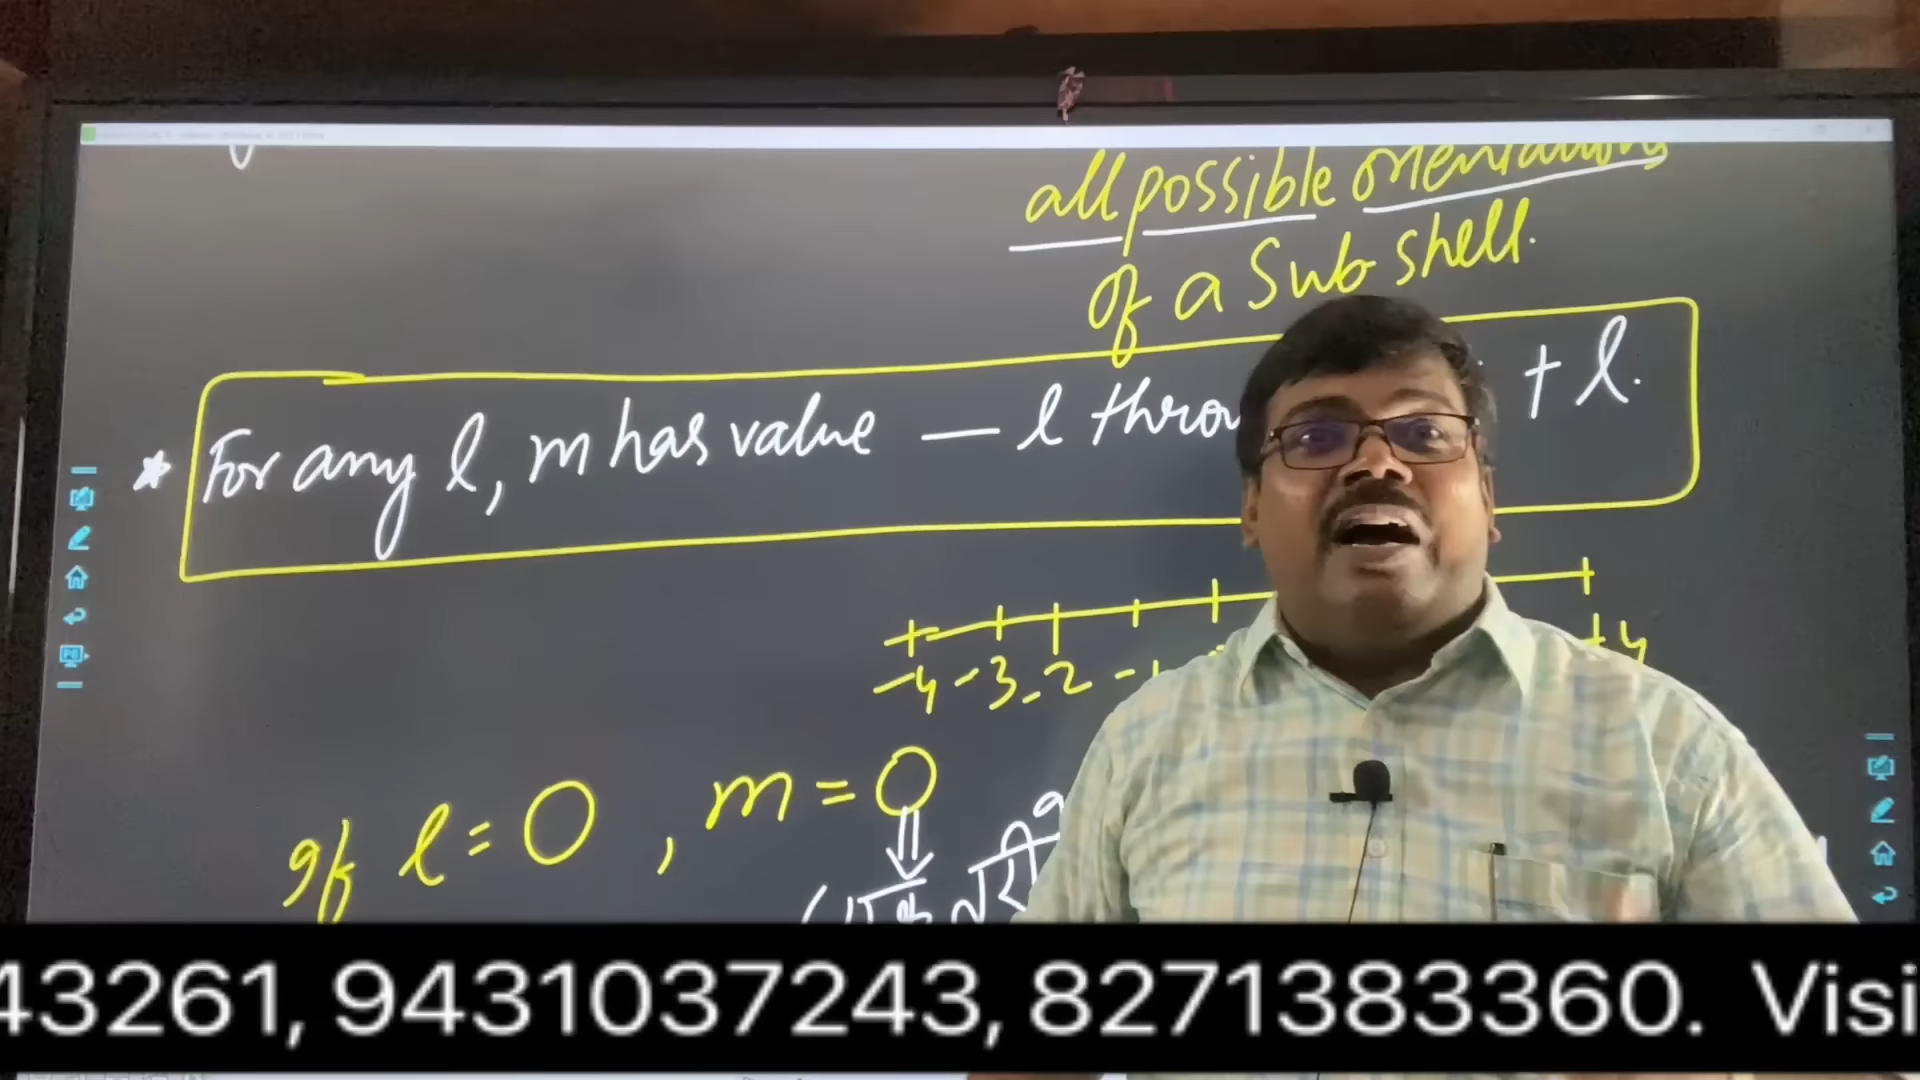 all possible orientations
of a Sub shell.
* For any l, m has value – l throu + l.
-4 -3 -2 -1 +4
If l = 0, m = 0
43261, 9431037243, 8271383360. Visi